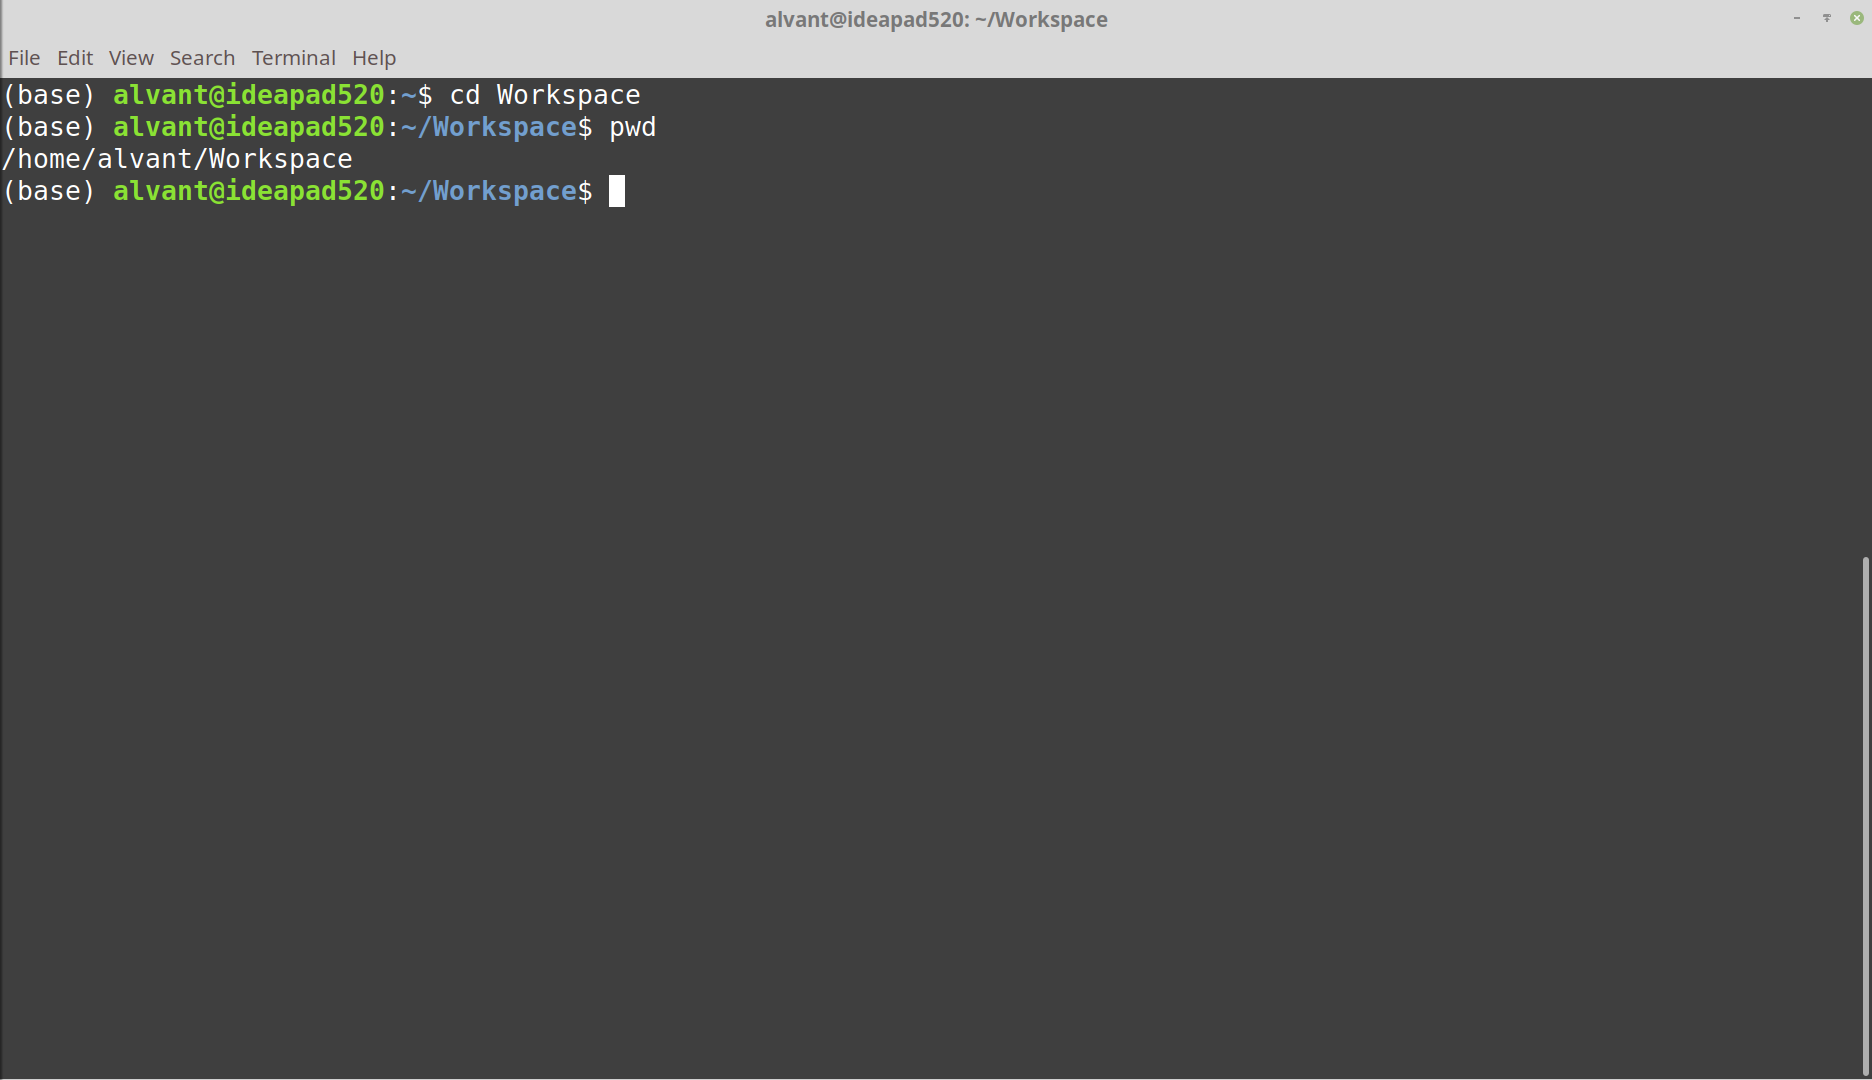 alvant@ideapad520: ~/Workspace
File Edit View Search Terminal Help
(base) alvant@ideapad520:~$ cd Workspace
(base) alvant@ideapad520:~/Workspace$ pwd
/home/alvant/Workspace
(base) alvant@ideapad520:~/Workspace$